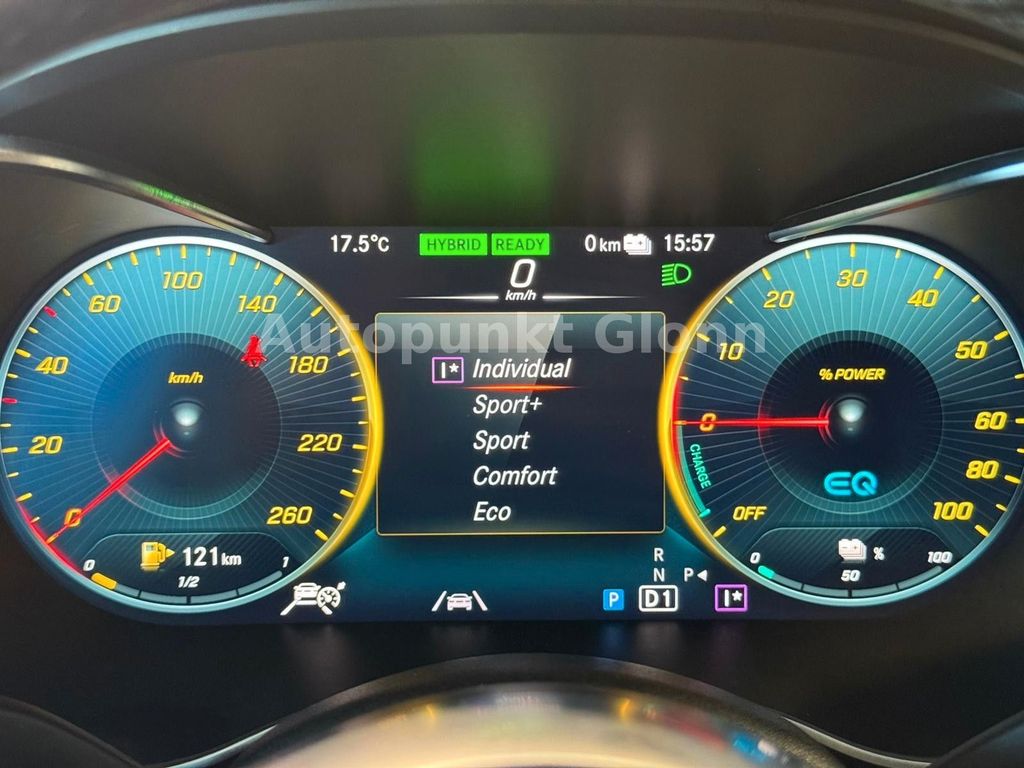 17.5°C HYBRID READY 0 km 15:57
0
km/h
Autopunkt Glonn
Individual
Sport+
Sport
Comfort
Eco
0 20 40 60 100 140 180 220 260
km/h
121 km
0 1/2 1
OFF 0 10 20 30 40 50 60 80 100
% POWER
CHARGE
EQ
%
0 50 100
R
N P
P D1 I*
I*